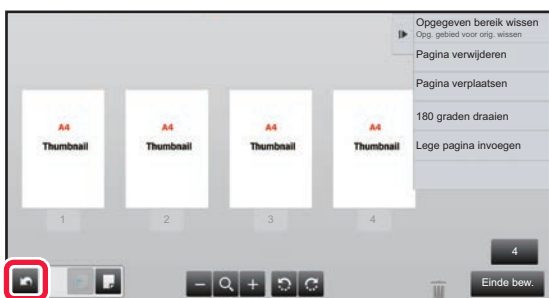 Opgegeven bereik wissen
Opg. gebied voor orig. wissen
Pagina verwijderen
Pagina verplaatsen
180 graden draaien
Lege pagina invoegen
A4 A4 A4 A4
Thumbnail Thumbnail Thumbnail Thumbnail
1 2 3 4
4
Einde bew.